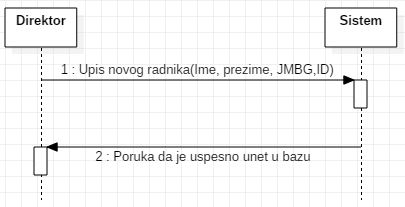 Direktor
Sistem
1 : Upis novog radnika(Ime, prezime, JMBG,ID)
2 : Poruka da je uspesno unet u bazu